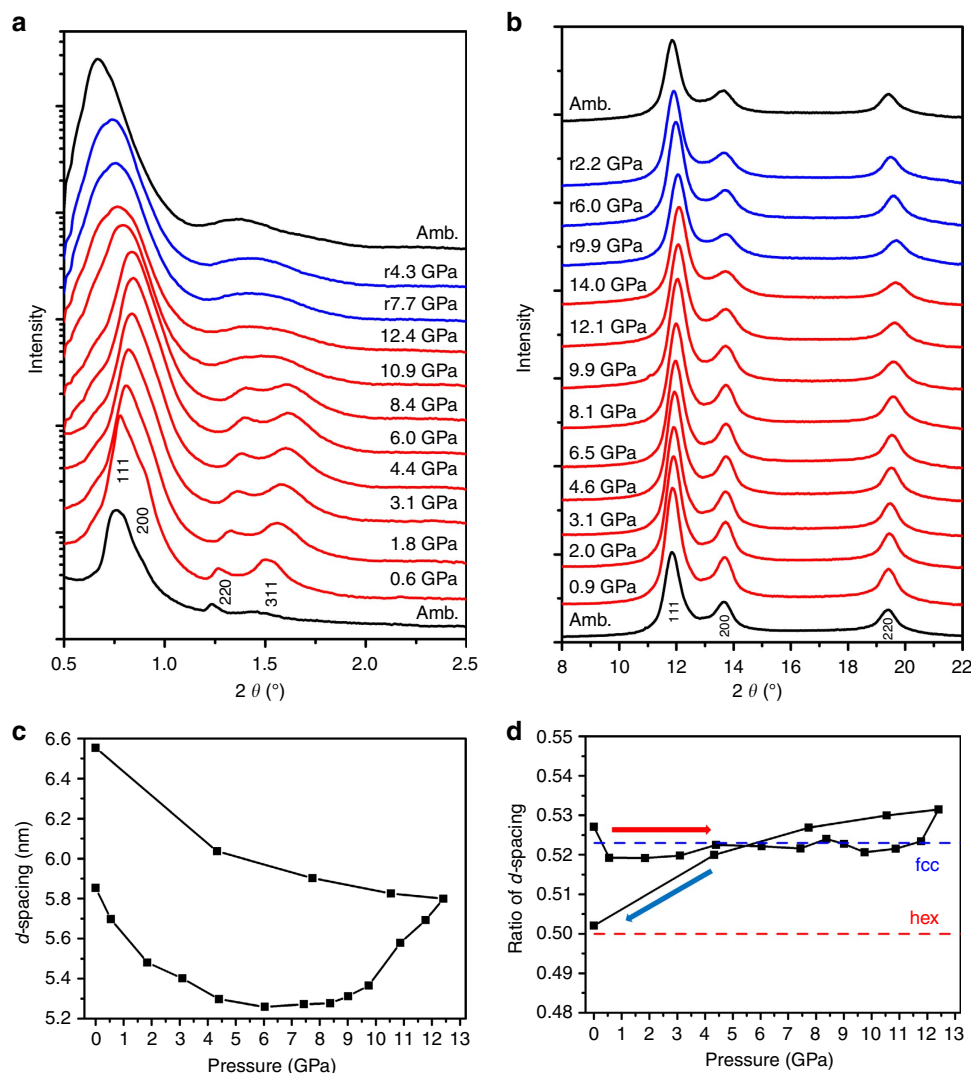 a
Intensity
Amb.
r4.3 GPa
r7.7 GPa
12.4 GPa
10.9 GPa
8.4 GPa
6.0 GPa
4.4 GPa
3.1 GPa
1.8 GPa
0.6 GPa
Amb.
111
200
220
311
0.5 1.0 1.5 2.0 2.5
2 θ (°)
b
Intensity
Amb.
r2.2 GPa
r6.0 GPa
r9.9 GPa
14.0 GPa
12.1 GPa
9.9 GPa
8.1 GPa
6.5 GPa
4.6 GPa
3.1 GPa
2.0 GPa
0.9 GPa
Amb.
111
200
220
8 10 12 14 16 18 20 22
2 θ (°)
c
d-spacing (nm)
6.6
6.4
6.2
6.0
5.8
5.6
5.4
5.2
0 1 2 3 4 5 6 7 8 9 10 11 12 13
Pressure (GPa)
d
Ratio of d-spacing
0.55
0.54
0.53
0.52
0.51
0.50
0.49
0.48
fcc
hex
0 1 2 3 4 5 6 7 8 9 10 11 12 13
Pressure (GPa)